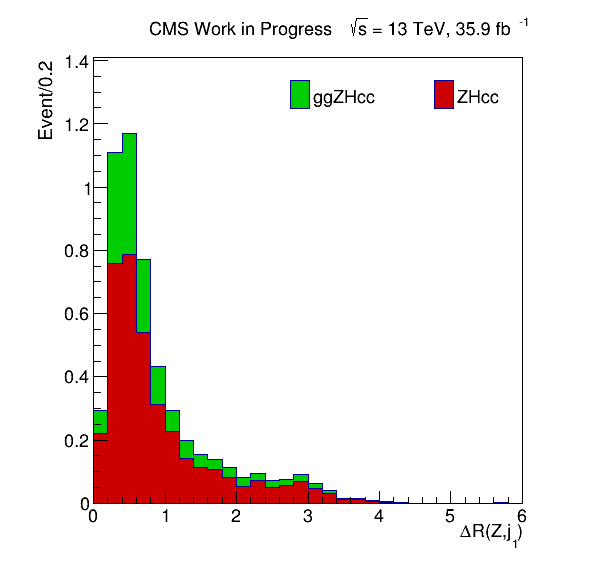 CMS Work in Progress √s = 13 TeV, 35.9 fb⁻¹
Event/0.2
1.4
1.2
1
0.8
0.6
0.4
0.2
0
ggZHcc ZHcc
0 1 2 3 4 5 6
ΔR(Z,j₁)